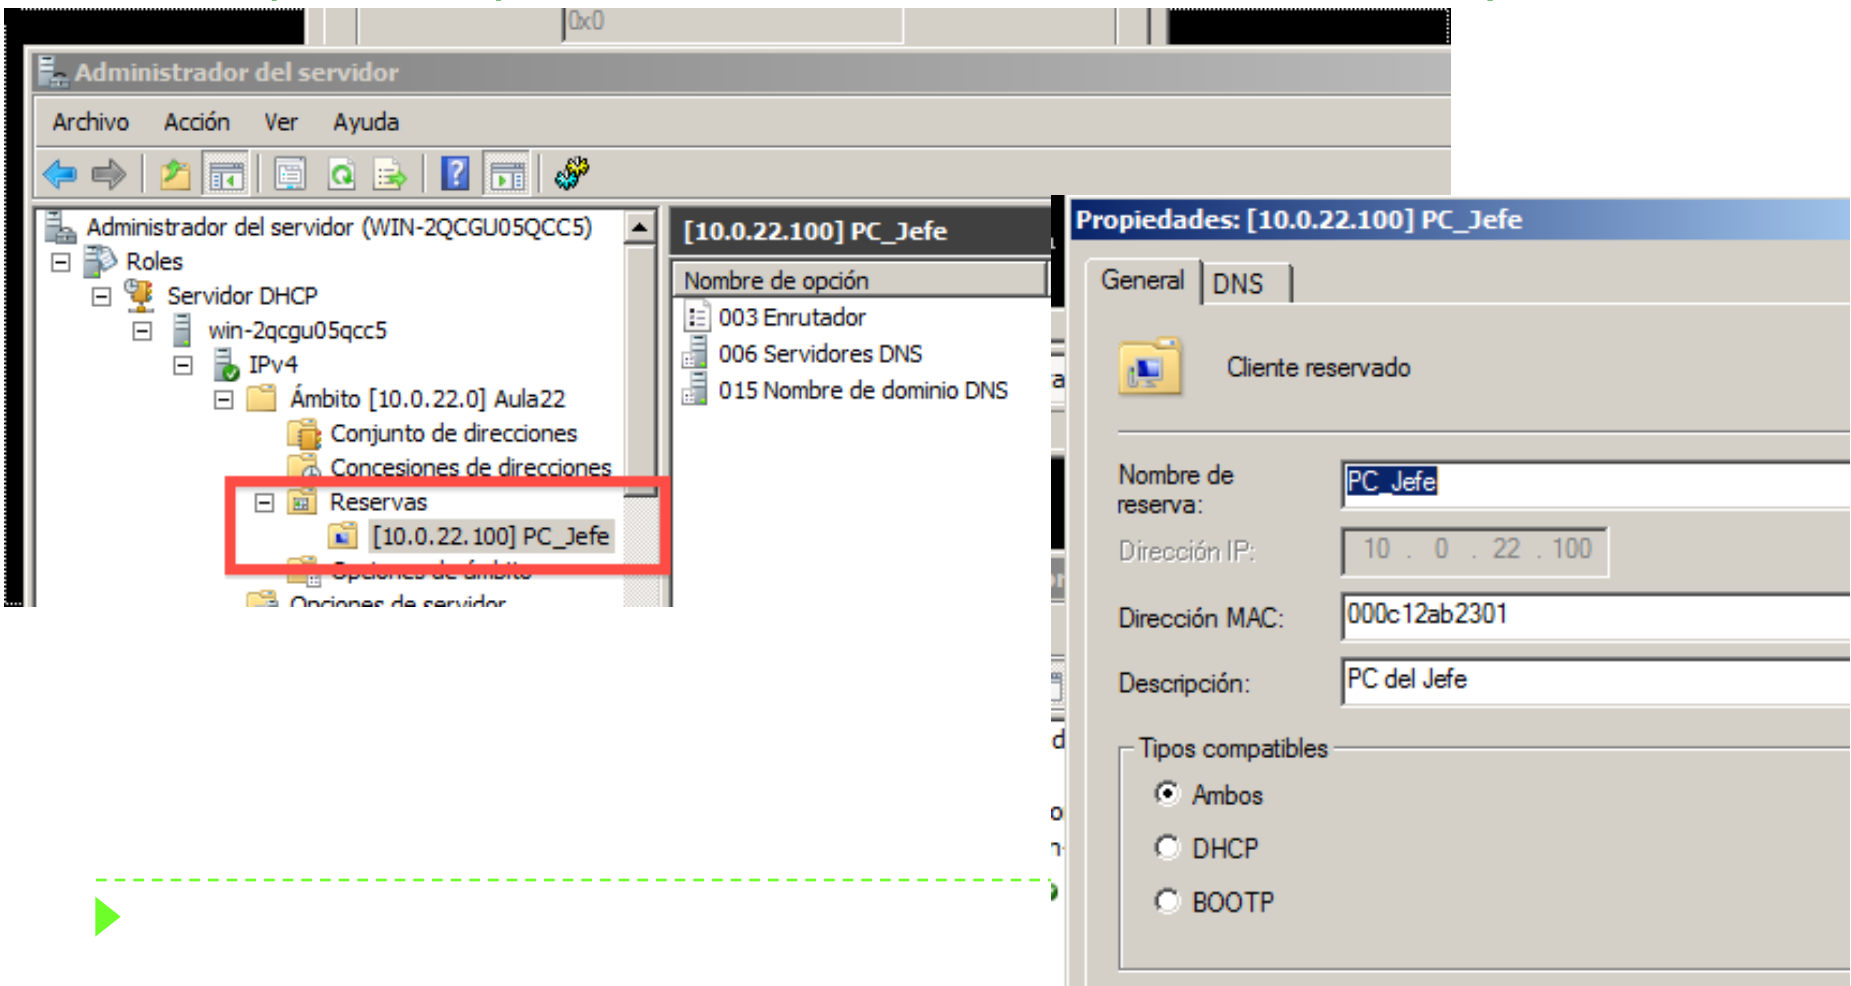 0x0
Administrador del servidor
Archivo Acción Ver Ayuda
Administrador del servidor (WIN-2QCGU05QCC5)
Roles
Servidor DHCP
win-2qcgu05qcc5
IPv4
Ámbito [10.0.22.0] Aula22
Conjunto de direcciones
Concesiones de direcciones
Reservas
[10.0.22.100] PC_Jefe
Opciones de ámbito
Opciones de servidor
[10.0.22.100] PC_Jefe
Nombre de opción
003 Enrutador
006 Servidores DNS
015 Nombre de dominio DNS
Propiedades: [10.0.22.100] PC_Jefe
General DNS
Cliente reservado
Nombre de
reserva:
PC_Jefe
Dirección IP: 10 . 0 . 22 . 100
Dirección MAC: 000c12ab2301
Descripción: PC del Jefe
Tipos compatibles
Ambos
DHCP
BOOTP